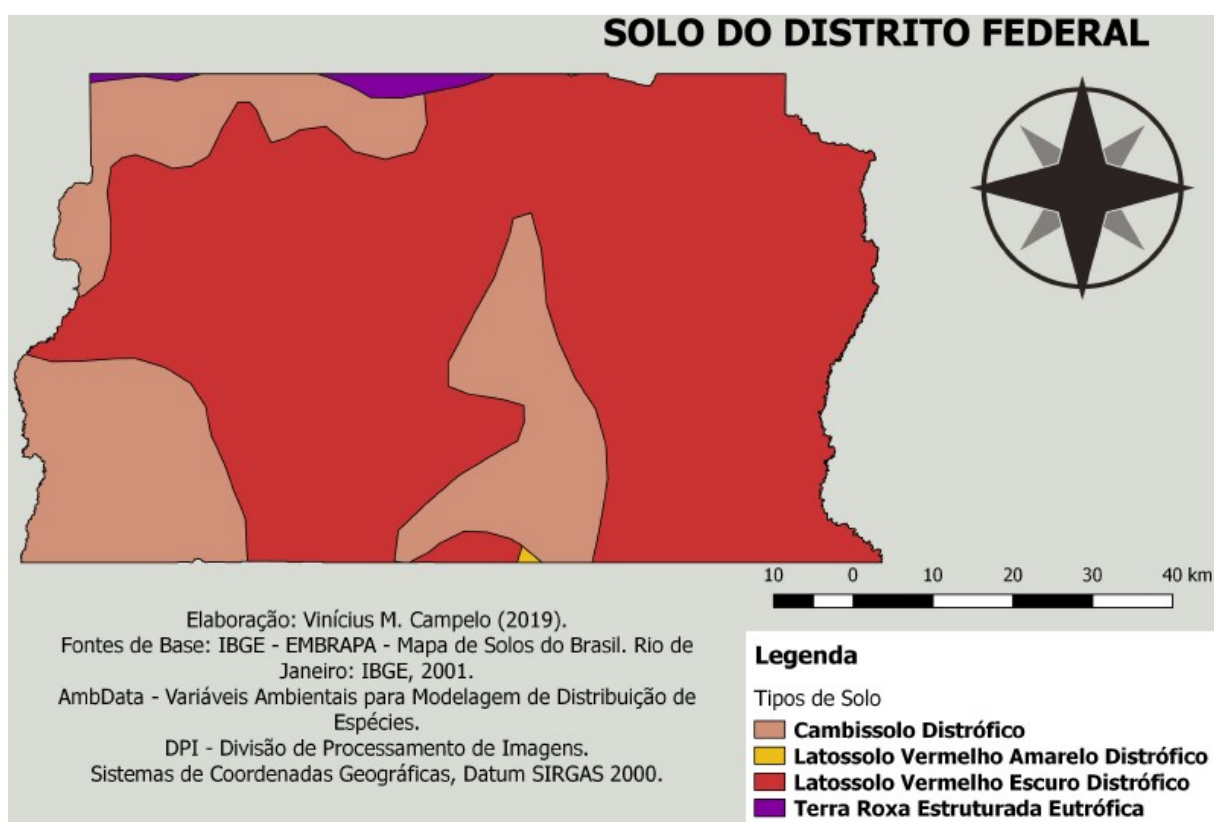 SOLO DO DISTRITO FEDERAL
10 0 10 20 30 40 km
Elaboração: Vinícius M. Campelo (2019).
Fontes de Base: IBGE - EMBRAPA - Mapa de Solos do Brasil. Rio de
Janeiro: IBGE, 2001.
AmbData - Variáveis Ambientais para Modelagem de Distribuição de
Espécies.
DPI - Divisão de Processamento de Imagens.
Sistemas de Coordenadas Geográficas, Datum SIRGAS 2000.
Legenda
Tipos de Solo
Cambissolo Distrófico
Latossolo Vermelho Amarelo Distrófico
Latossolo Vermelho Escuro Distrófico
Terra Roxa Estruturada Eutrófica